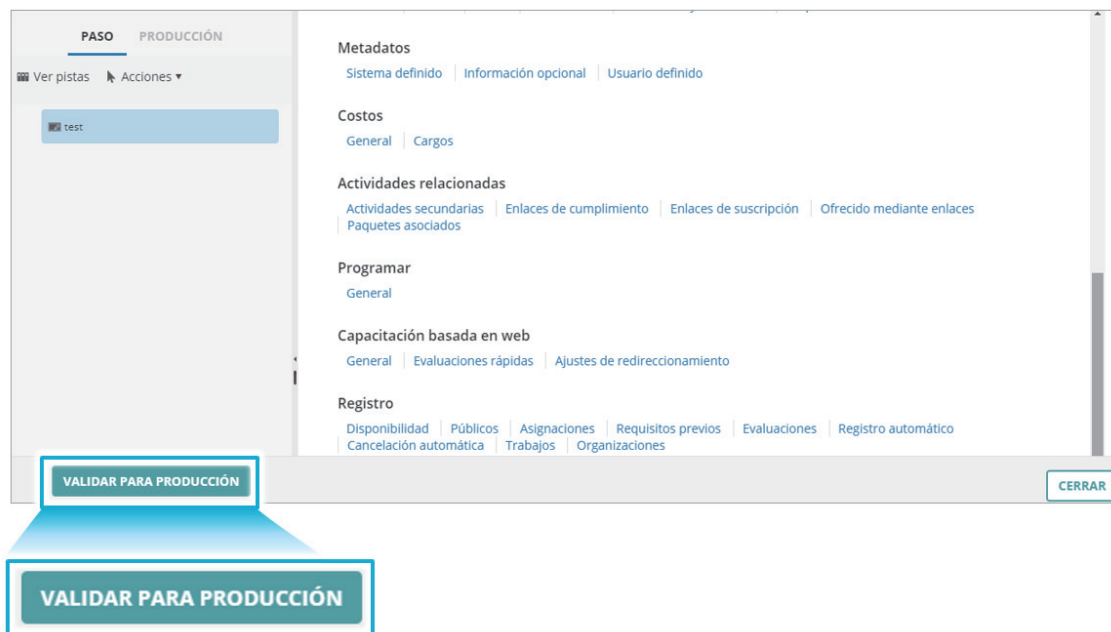 PASO PRODUCCIÓN
Ver pistas Acciones
test
Metadatos
Sistema definido Información opcional Usuario definido
Costos
General Cargos
Actividades relacionadas
Actividades secundarias Enlaces de cumplimiento Enlaces de suscripción Ofrecido mediante enlaces
Paquetes asociados
Programar
General
Capacitación basada en web
General Evaluaciones rápidas Ajustes de redireccionamiento
Registro
Disponibilidad Públicos Asignaciones Requisitos previos Evaluaciones Registro automático
Cancelación automática Trabajos Organizaciones
VALIDAR PARA PRODUCCIÓN CERRAR
VALIDAR PARA PRODUCCIÓN